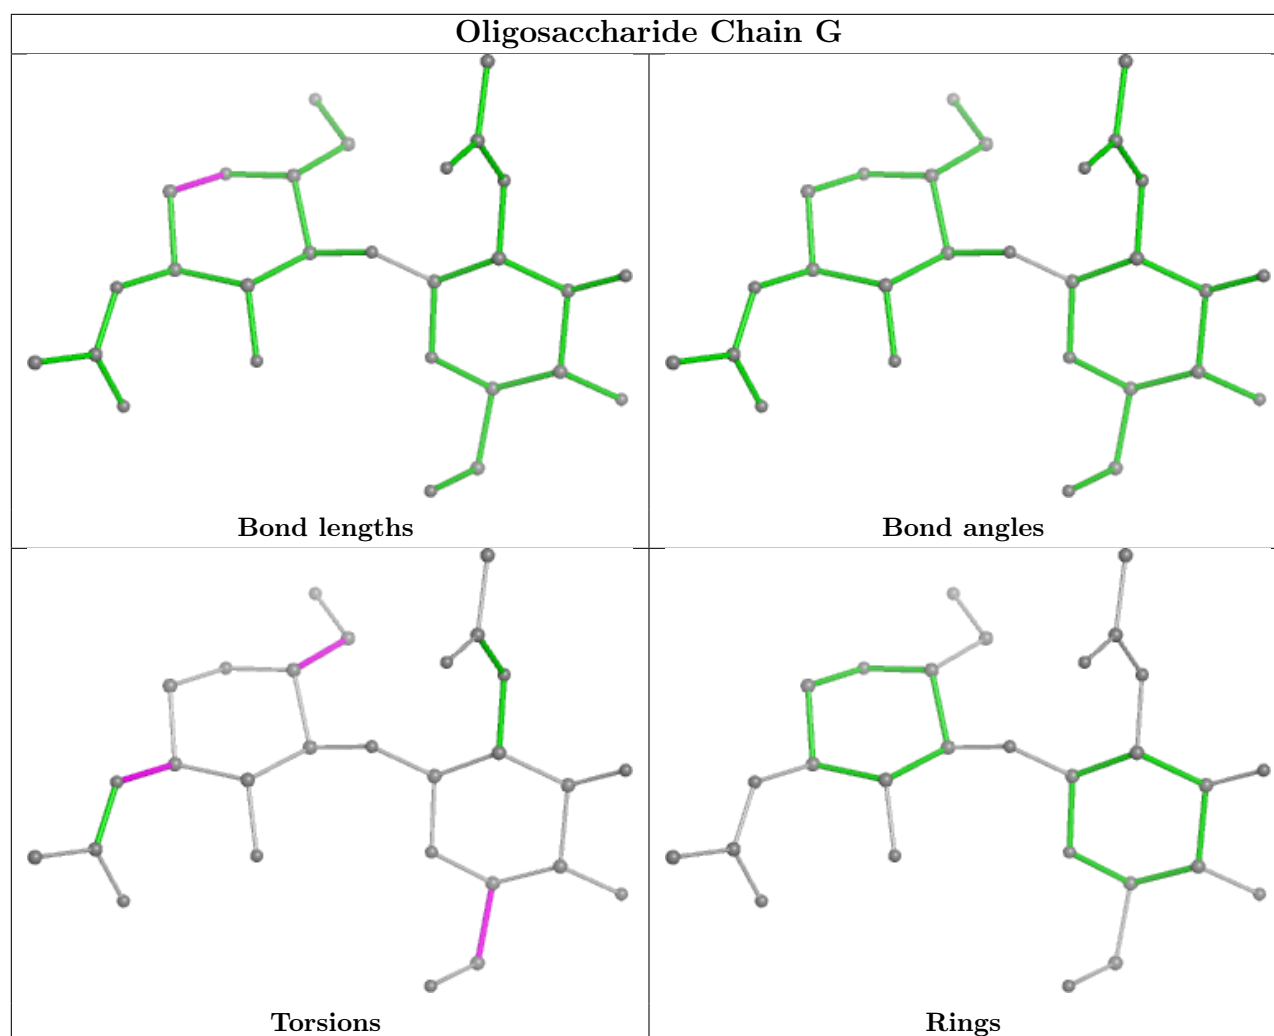 Oligosaccharide Chain G
Bond lengths
Bond angles
Torsions
Rings